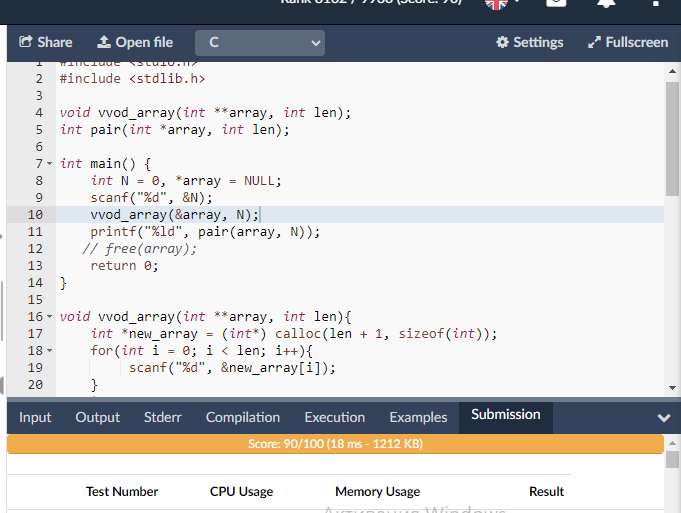 Rank 8162 / 9980 (Score: 90)
Share Open file C Settings Fullscreen
1 #include <stdio.h>
2 #include <stdlib.h>
3
4 void vvod_array(int **array, int len);
5 int pair(int *array, int len);
6
7 int main() {
8 int N = 0, *array = NULL;
9 scanf("%d", &N);
10 vvod_array(&array, N);
11 printf("%ld", pair(array, N));
12 // free(array);
13 return 0;
14 }
15
16 void vvod_array(int **array, int len){
17 int *new_array = (int*) calloc(len + 1, sizeof(int));
18 for(int i = 0; i < len; i++){
19 scanf("%d", &new_array[i]);
20 }
Input Output Stderr Compilation Execution Examples Submission
Score: 90/100 (18 ms - 1212 KB)
Test Number CPU Usage Memory Usage Result
Активация Windows